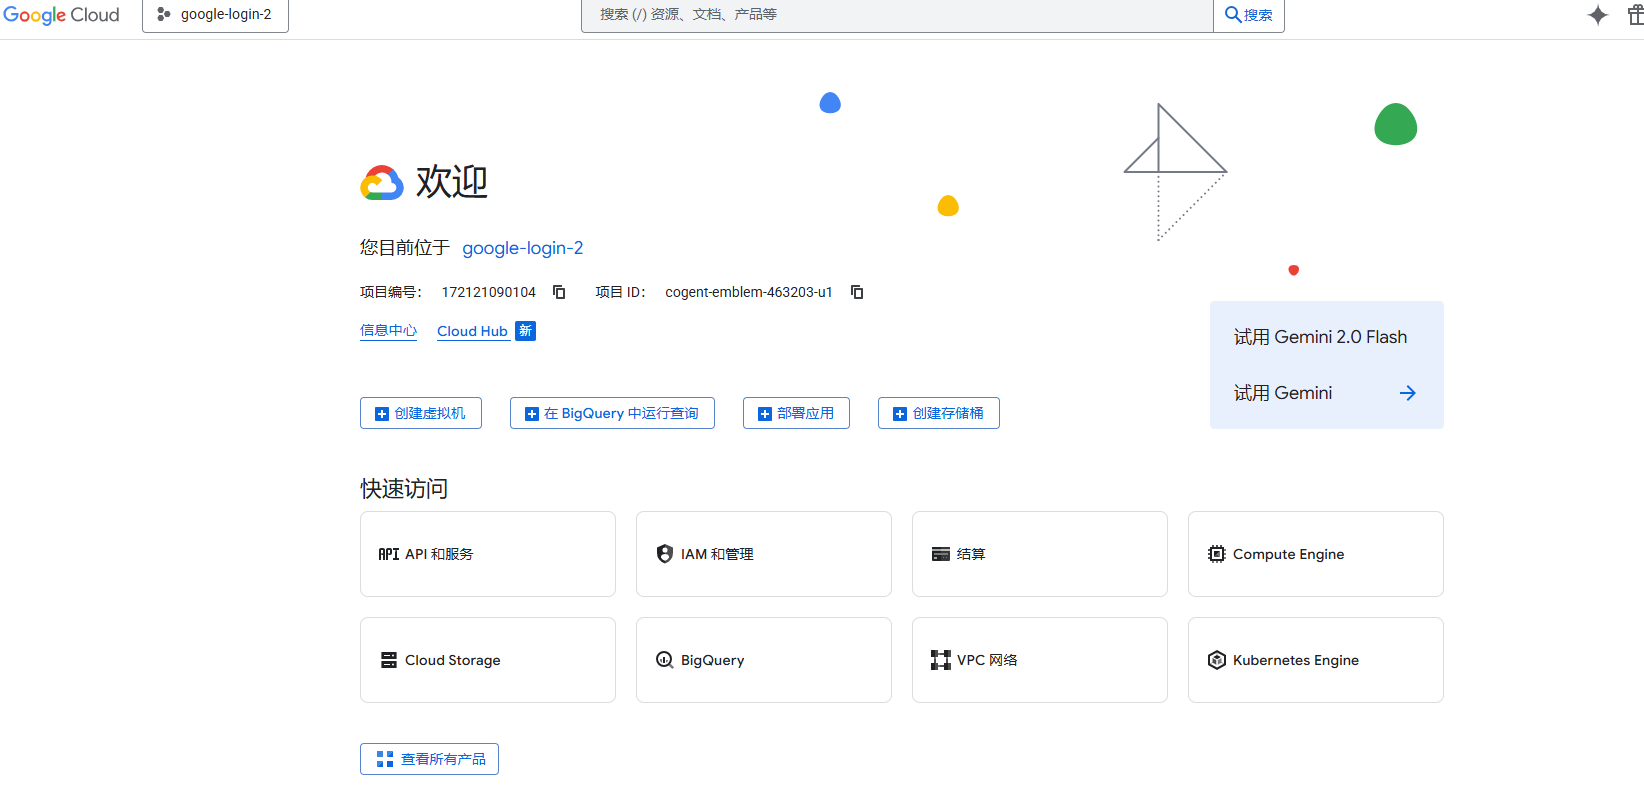 Google Cloud
google-login-2
搜索 (/) 资源、文档、产品等
搜索
欢迎
您目前位于 google-login-2
项目编号： 172121090104 项目 ID： cogent-emblem-463203-u1
信息中心 Cloud Hub 新
试用 Gemini 2.0 Flash
试用 Gemini
创建虚拟机 在 BigQuery 中运行查询 部署应用 创建存储桶
快速访问
API API 和服务 IAM 和管理 结算 Compute Engine
Cloud Storage BigQuery VPC 网络 Kubernetes Engine
查看所有产品